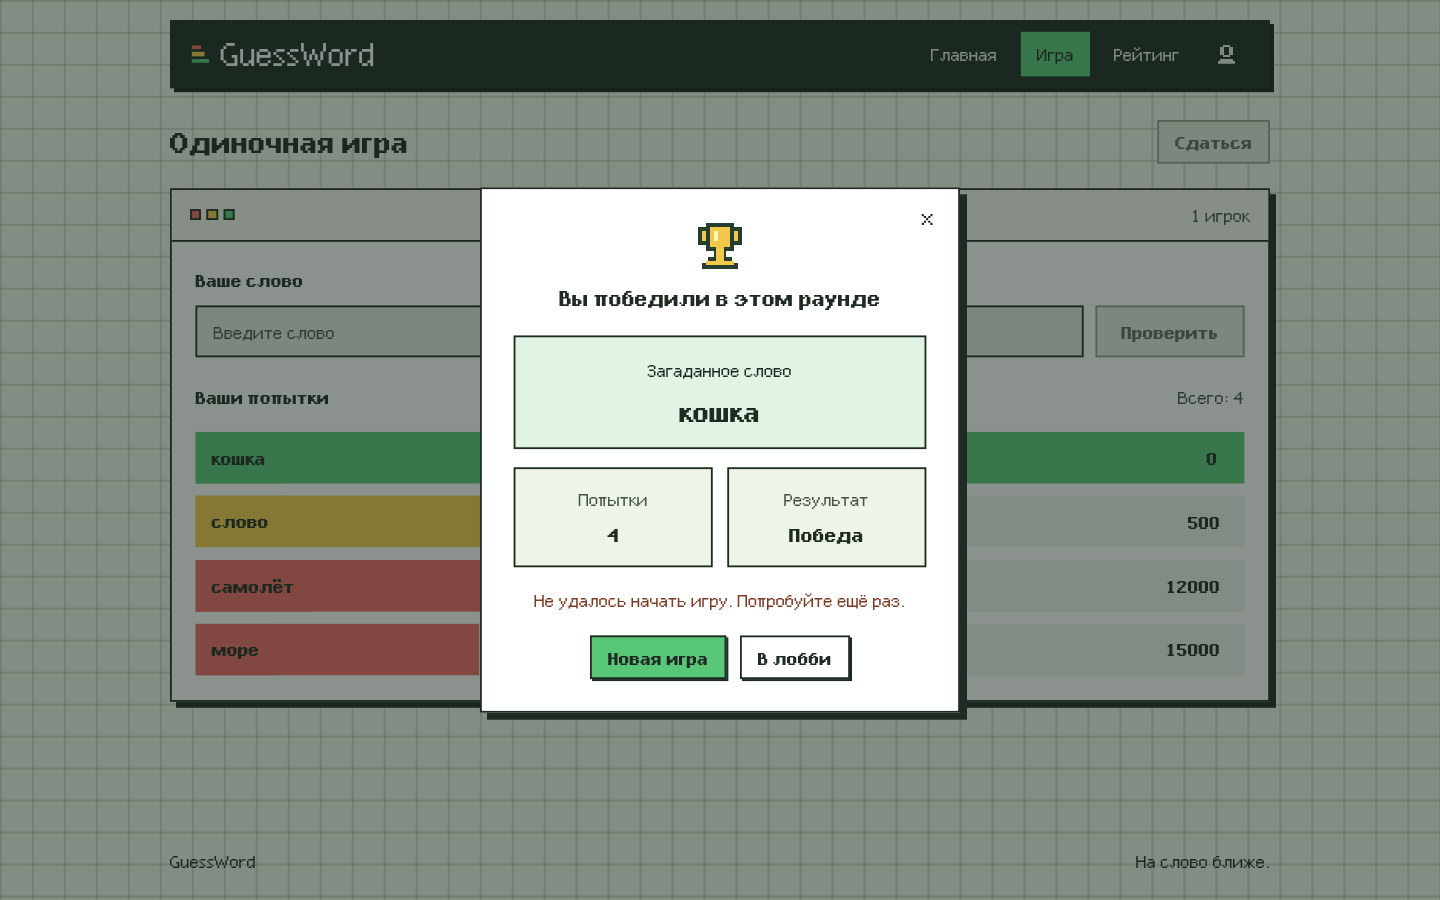 GuessWord
Главная
Игра
Рейтинг
Одиночная игра
Сдаться
1 игрок
Ваше слово
Введите слово
Проверить
Ваши попытки
Всего: 4
кошка
0
слово
500
самолёт
12000
море
15000
×
Вы победили в этом раунде
Загаданное слово
кошка
Попытки
4
Результат
Победа
Не удалось начать игру. Попробуйте ещё раз.
Новая игра
В лобби
GuessWord
На слово ближе.